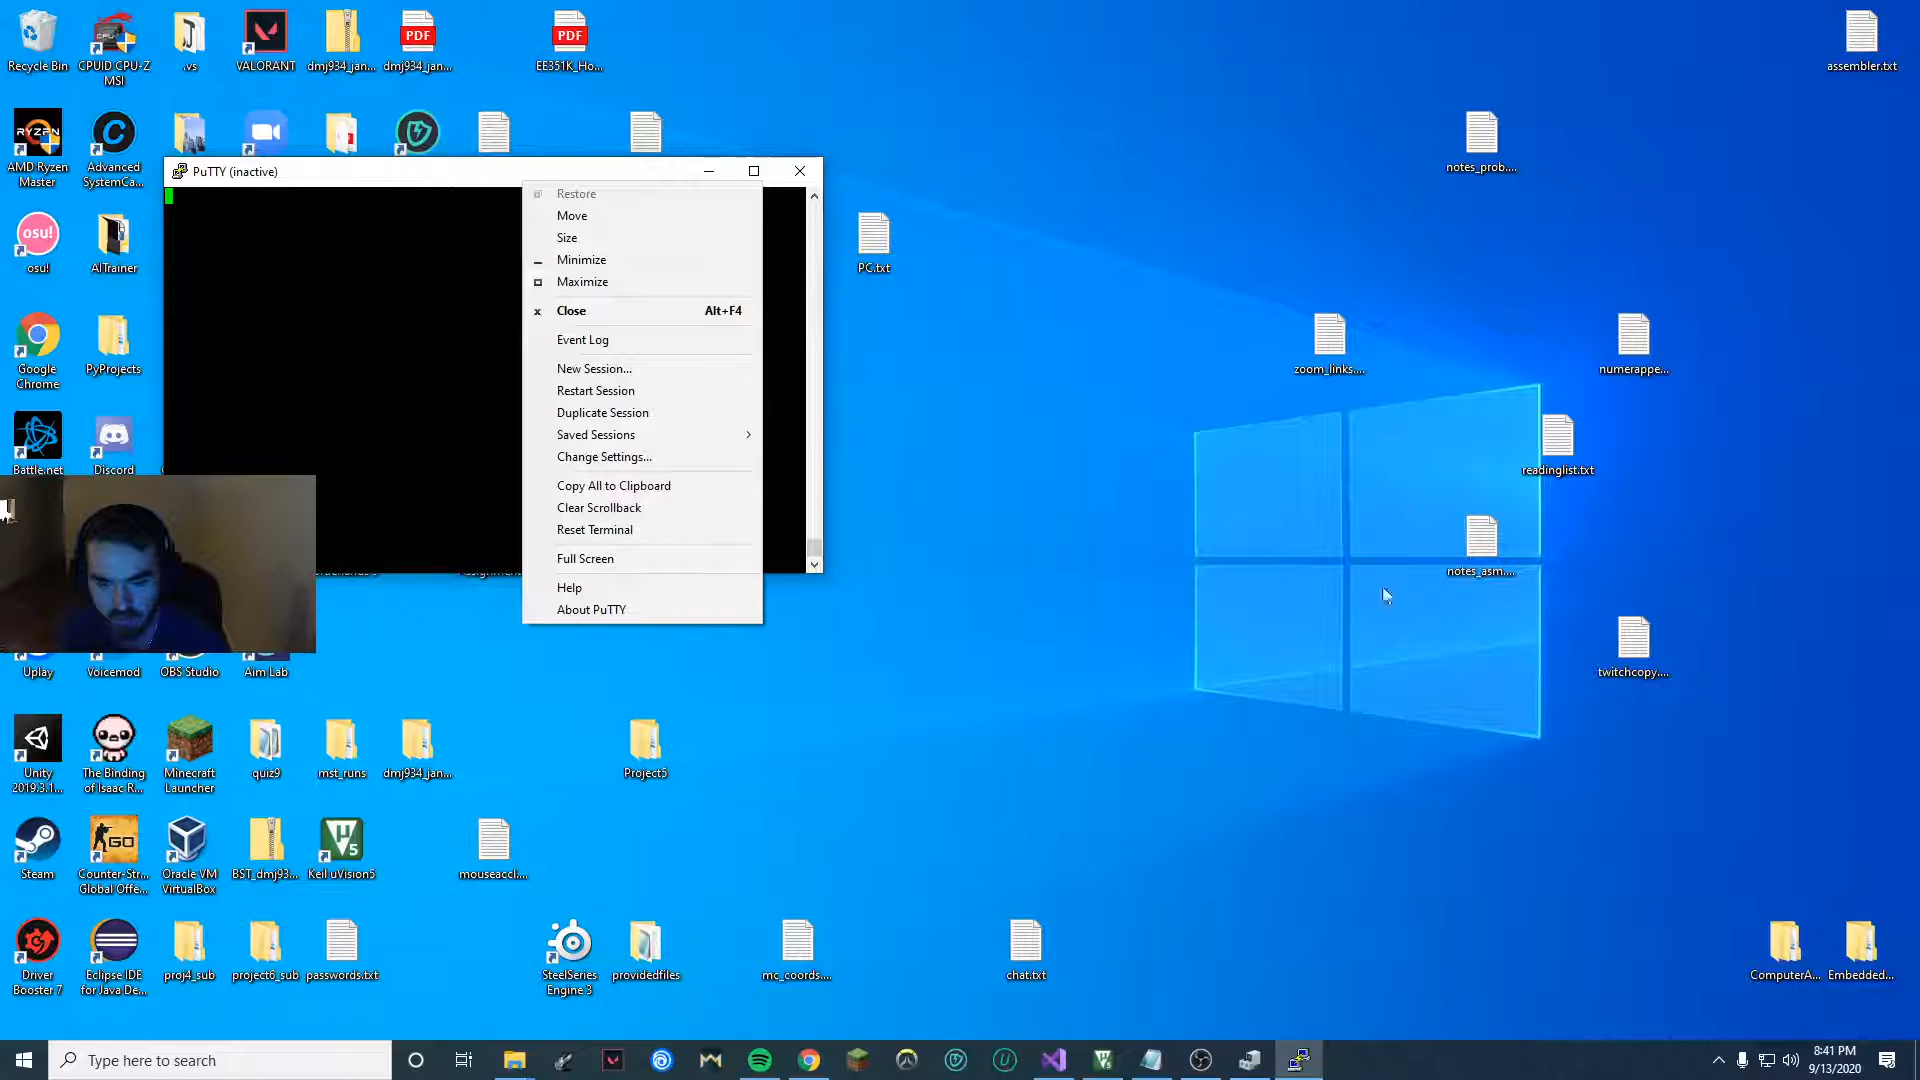 Recycle Bin
CPUID CPU-Z
MSI
.vs
VALORANT
dmj934_jan...
PDF
dmj934_jan...
PDF
EE351K_Ho...
assembler.txt
RYZEN
AMD Ryzen
Master
Advanced
SystemCa...
notes_prob....
PuTTY (inactive)
Restore
Move
Size
Minimize
Maximize
Close Alt+F4
Event Log
New Session...
Restart Session
Duplicate Session
Saved Sessions
Change Settings...
Copy All to Clipboard
Clear Scrollback
Reset Terminal
Full Screen
Help
About PuTTY
osu!
osu!
AITrainer
PC.txt
Google
Chrome
PyProjects
zoom_links....
numerappe...
Battle.net
Discord
readinglist.txt
notes_asm....
Uplay
Voicemod
OBS Studio
Aim Lab
twitchcopy....
Unity
2019.3.1...
The Binding
of Isaac R...
Minecraft
Launcher
quiz9
mst_runs
dmj934_jan...
Project5
Steam
GO
Counter-Str...
Global Offe...
Oracle VM
VirtualBox
BST_dmj93...
Keil uVision5
mouseaccl....
Driver
Booster 7
Eclipse IDE
for Java De...
proj4_sub
project6_sub
passwords.txt
SteelSeries
Engine 3
providedfiles
mc_coords....
chat.txt
ComputerA...
Embedded...
Type here to search
8:41 PM
9/13/2020